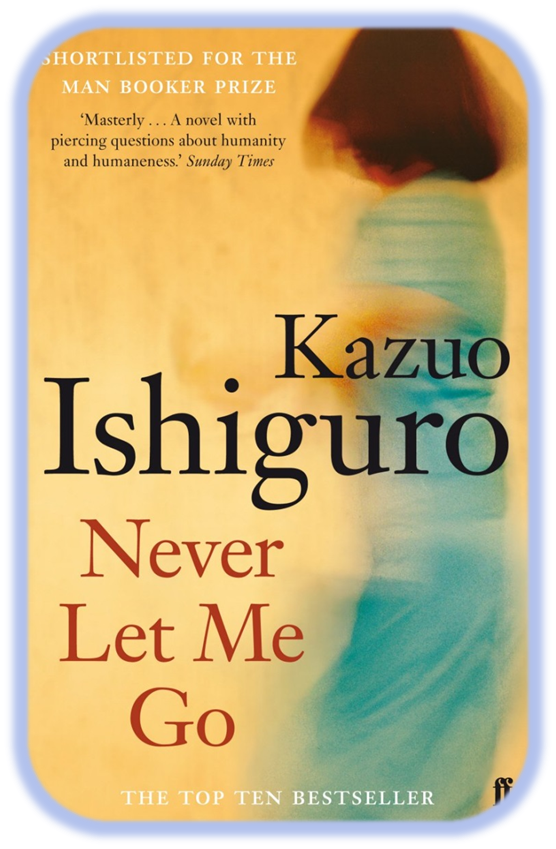 SHORTLISTED FOR THE
MAN BOOKER PRIZE
‘Masterly . . . A novel with
piercing questions about humanity
and humaneness.’ Sunday Times
Kazuo
Ishiguro
Never
Let Me
Go
THE TOP TEN BESTSELLER
ff